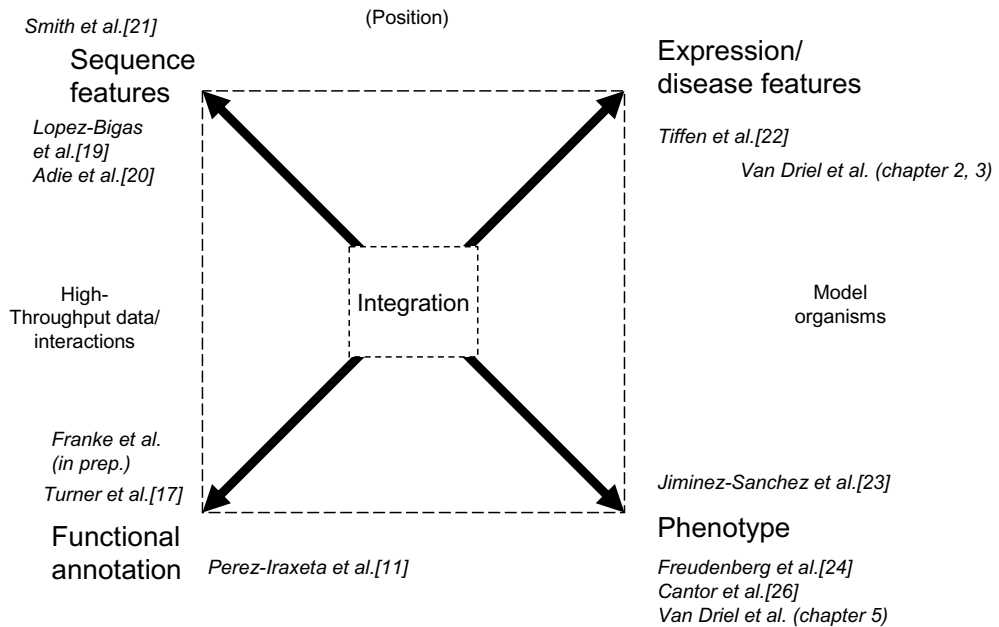 Smith et al.[21]
(Position)
Sequence
features
Expression/
disease features
Lopez-Bigas
et al.[19]
Adie et al.[20]
Tiffen et al.[22]
Van Driel et al. (chapter 2, 3)
High-
Throughput data/
interactions
Integration
Model
organisms
Franke et al.
(in prep.)
Turner et al.[17]
Jiminez-Sanchez et al.[23]
Functional
annotation
Phenotype
Perez-Iraxeta et al.[11]
Freudenberg et al.[24]
Cantor et al.[26]
Van Driel et al. (chapter 5)